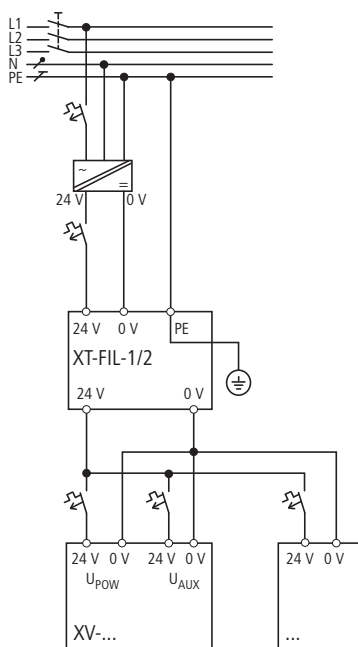 L1
L2
L3
N
PE
~
=
24 V 0 V
24 V 0 V PE
XT-FIL-1/2
24 V 0 V
24 V 0 V 24 V 0 V 24 V 0 V
UPOW UAUX
XV-... ...